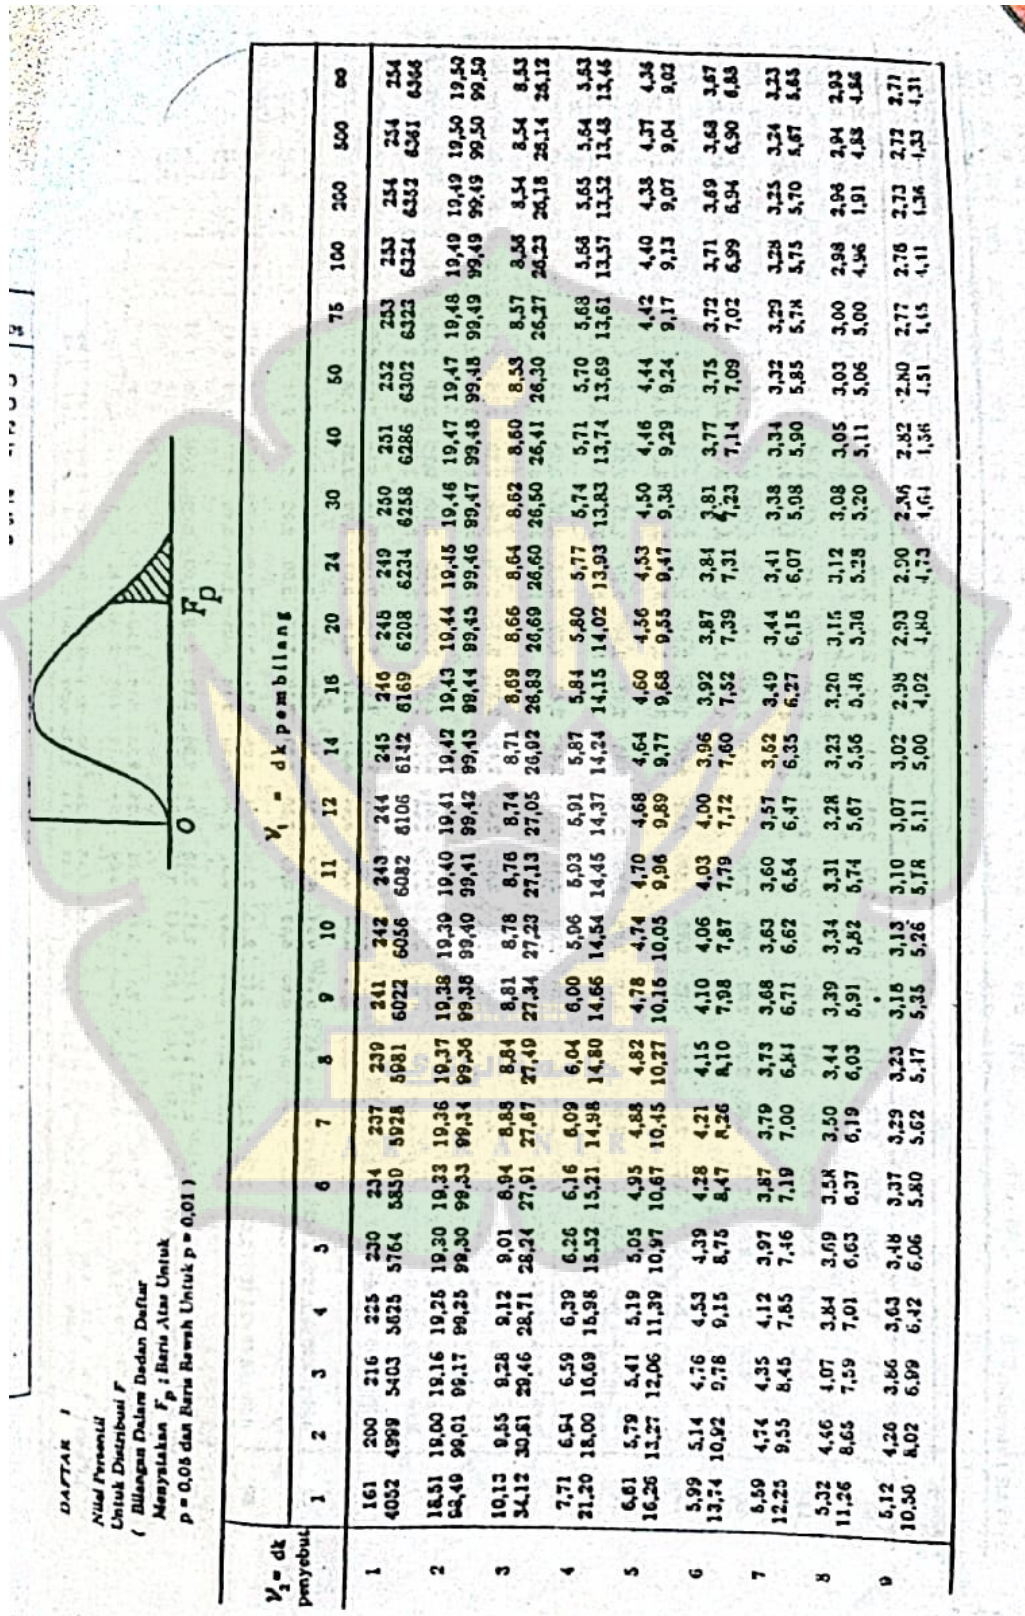 DAFTAR I
Nilai Persentil
Untuk Distribusi F
( Bilangan Dalam Badan Daftar
Menyatakan Fp ; Baris Atas Untuk
p = 0,05 dan Baris Bawah Untuk p = 0,01 )
0 Fp
V₂ = dk penyebut
V₁ = dk pembilang
1 2 3 4 5 6 7 8 9 10 11 12 14 16 20 24 30 40 50 75 100 200 500 ∞
1 161 200 216 225 230 234 237 239 241 242 243 244 245 246 248 249 250 251 252 253 253 254 254 254
4052 4999 5403 5625 5764 5859 5928 5981 6022 6056 6082 6106 6142 6169 6208 6234 6258 6286 6302 6323 6334 6352 6361 6366
2 18,51 19,00 19,16 19,25 19,30 19,33 19,36 19,37 19,38 19,39 19,40 19,41 19,42 19,43 19,44 19,45 19,46 19,47 19,47 19,48 19,49 19,49 19,50 19,50
98,49 99,01 99,17 99,25 99,30 99,33 99,34 99,36 99,38 99,40 99,41 99,42 99,43 99,44 99,45 99,46 99,47 99,48 99,48 99,49 99,49 99,49 99,50 99,50
3 10,13 9,55 9,28 9,12 9,01 8,94 8,88 8,84 8,81 8,78 8,76 8,74 8,71 8,69 8,66 8,64 8,62 8,60 8,58 8,57 8,56 8,54 8,54 8,53
34,12 30,81 29,46 28,71 28,24 27,91 27,67 27,49 27,34 27,23 27,13 27,05 26,92 26,83 26,69 26,60 26,50 26,41 26,30 26,27 26,23 26,18 26,14 26,12
4 7,71 6,94 6,59 6,39 6,26 6,16 6,09 6,04 6,00 5,96 5,93 5,91 5,87 5,84 5,80 5,77 5,74 5,71 5,70 5,68 5,66 5,65 5,64 5,63
21,20 18,00 16,69 15,98 15,52 15,21 14,98 14,80 14,66 14,54 14,45 14,37 14,24 14,15 14,02 13,93 13,83 13,74 13,69 13,61 13,57 13,52 13,48 13,46
5 6,61 5,79 5,41 5,19 5,05 4,95 4,88 4,82 4,78 4,74 4,70 4,68 4,64 4,60 4,56 4,53 4,50 4,46 4,44 4,42 4,40 4,38 4,37 4,36
16,26 13,27 12,06 11,39 10,97 10,67 10,45 10,27 10,15 10,05 9,96 9,89 9,77 9,68 9,55 9,47 9,38 9,29 9,24 9,17 9,13 9,07 9,04 9,02
6 5,99 5,14 4,76 4,53 4,39 4,28 4,21 4,15 4,10 4,06 4,03 4,00 3,96 3,92 3,87 3,84 3,81 3,77 3,75 3,72 3,71 3,69 3,68 3,67
13,74 10,92 9,78 9,15 8,75 8,47 8,26 8,10 7,98 7,87 7,79 7,12 7,60 7,52 7,39 7,31 7,23 7,14 7,09 7,02 6,99 6,94 6,90 6,88
7 5,59 4,74 4,35 4,12 3,97 3,87 3,79 3,73 3,68 3,63 3,60 3,57 3,52 3,49 3,44 3,41 3,38 3,34 3,32 3,29 3,28 3,25 3,24 3,23
12,25 9,55 8,45 7,85 7,46 7,19 7,00 6,84 6,71 6,62 6,54 6,47 6,35 6,27 6,15 6,07 5,98 5,90 5,85 5,78 5,75 5,70 5,67 5,65
8 5,32 4,46 4,07 3,84 3,69 3,58 3,50 3,44 3,39 3,34 3,31 3,28 3,23 3,20 3,15 3,12 3,08 3,05 3,03 3,00 2,98 2,96 2,94 2,93
11,26 8,65 7,59 7,01 6,63 6,37 6,19 6,03 5,91 5,82 5,74 5,67 5,56 5,48 5,36 5,28 5,20 5,11 5,06 5,00 4,96 4,91 4,88 4,86
9 5,12 4,26 3,86 3,63 3,48 3,37 3,29 3,23 3,18 3,13 3,10 3,07 3,02 2,98 2,93 2,90 2,86 2,82 2,80 2,77 2,76 2,73 2,72 2,71
10,56 8,02 6,99 6,42 6,06 5,80 5,62 5,47 5,35 5,26 5,18 5,11 5,00 4,92 4,80 4,73 4,64 4,56 4,51 4,45 4,41 4,36 4,33 4,31
UIN
AR-RANIRY